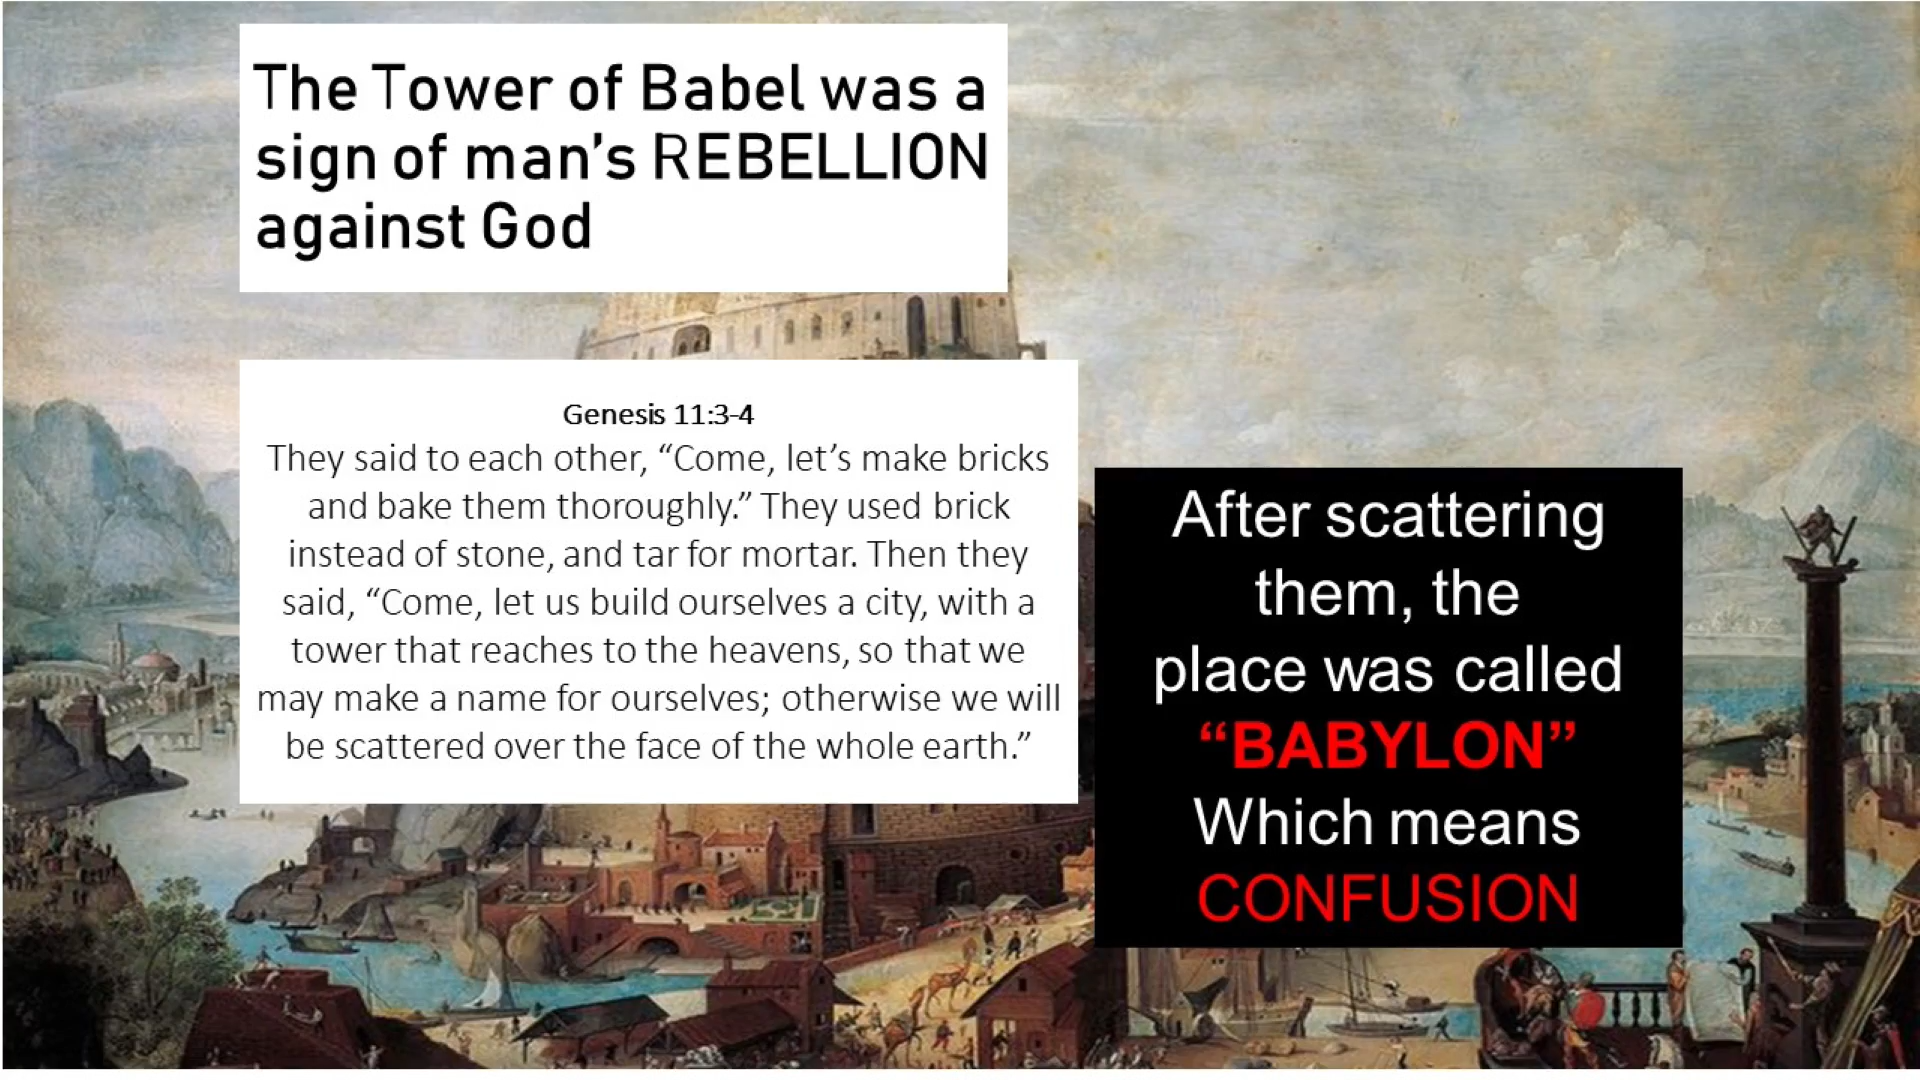 The Tower of Babel was a
sign of man’s REBELLION
against God
Genesis 11:3-4
They said to each other, “Come, let’s make bricks
and bake them thoroughly.” They used brick
instead of stone, and tar for mortar. Then they
said, “Come, let us build ourselves a city, with a
tower that reaches to the heavens, so that we
may make a name for ourselves; otherwise we will
be scattered over the face of the whole earth.”
After scattering
them, the
place was called
“BABYLON”
Which means
CONFUSION